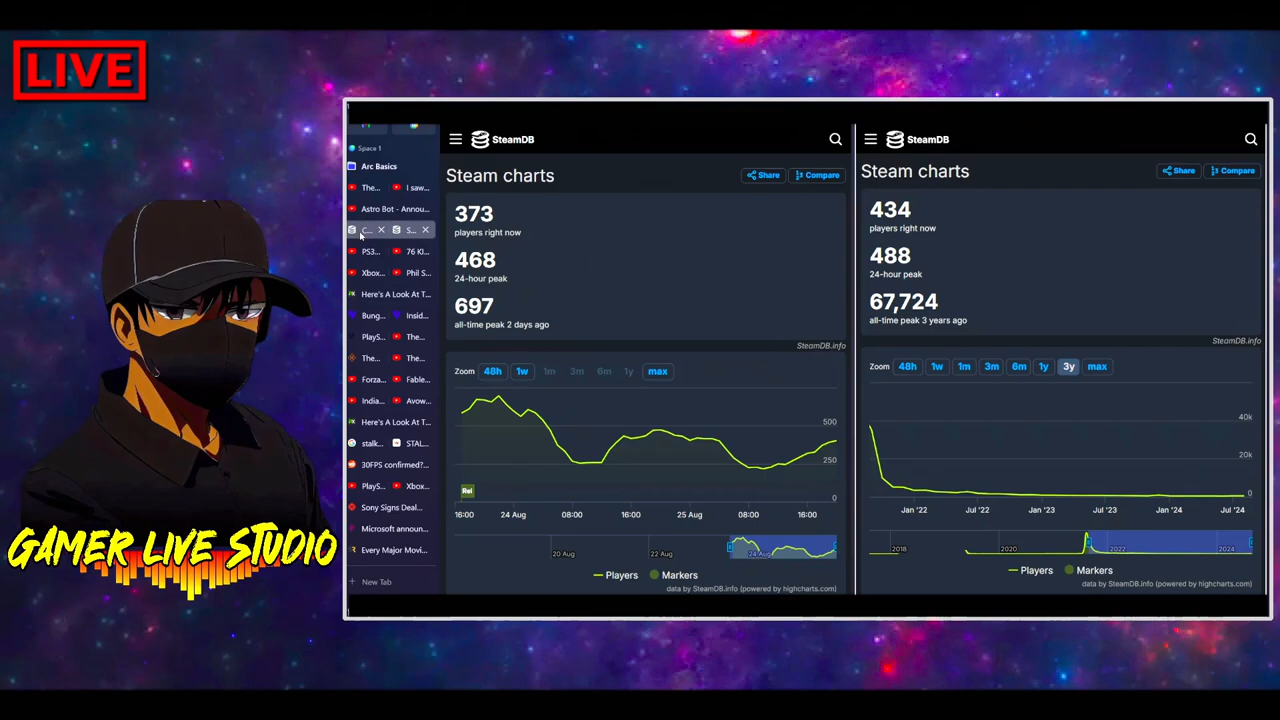 LIVE
Space 1
Arc Basics
The...
I saw...
Astro Bot - Annou...
C...
S...
PS3...
76 Kl...
Xbox...
Phil S...
Here's A Look At T...
Bung...
Insid...
PlayS...
The...
The...
The...
Forza...
Fable...
India...
Avow...
Here's A Look At T...
stalk...
STAL...
30FPS confirmed?...
PlayS...
Xbox...
Sony Signs Deal...
Microsoft announ...
Every Major Movi...
New Tab
SteamDB
Steam charts
Share
Compare
373
players right now
468
24-hour peak
697
all-time peak 2 days ago
SteamDB.info
Zoom 48h 1w 1m 3m 6m 1y max
500
250
0
Rel
16:00 24 Aug 08:00 16:00 25 Aug 08:00 16:00
20 Aug 22 Aug 24 Aug
Players Markers
data by SteamDB.info (powered by highcharts.com)
SteamDB
Steam charts
Share
Compare
434
players right now
488
24-hour peak
67,724
all-time peak 3 years ago
SteamDB.info
Zoom 48h 1w 1m 3m 6m 1y 3y max
40k
20k
0
Jan '22 Jul '22 Jan '23 Jul '23 Jan '24 Jul '24
2018 2020 2022 2024
Players Markers
data by SteamDB.info (powered by highcharts.com)
GAMER LIVE STUDIO